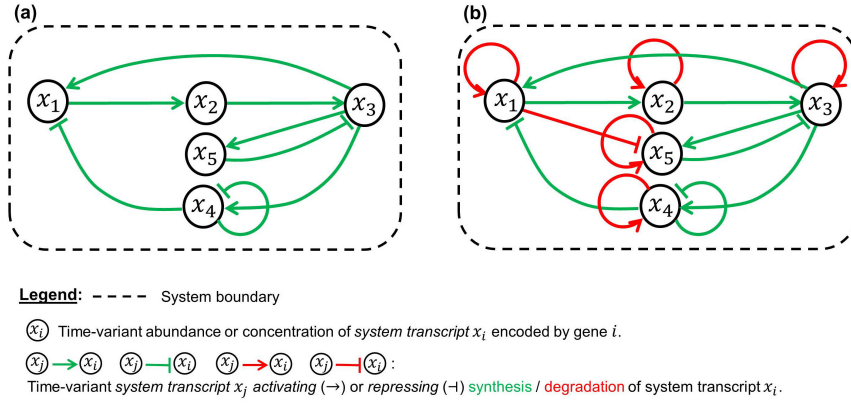 (a)
(b)
x₁ x₂ x₃
x₅
x₄
x₁ x₂ x₃
x₅
x₄
Legend: System boundary
xᵢ Time-variant abundance or concentration of system transcript xᵢ encoded by gene i.
xⱼ → xᵢ xⱼ ⊣ xᵢ xⱼ → xᵢ xⱼ ⊣ xᵢ :
Time-variant system transcript xⱼ activating (→) or repressing (⊣) synthesis / degradation of system transcript xᵢ.